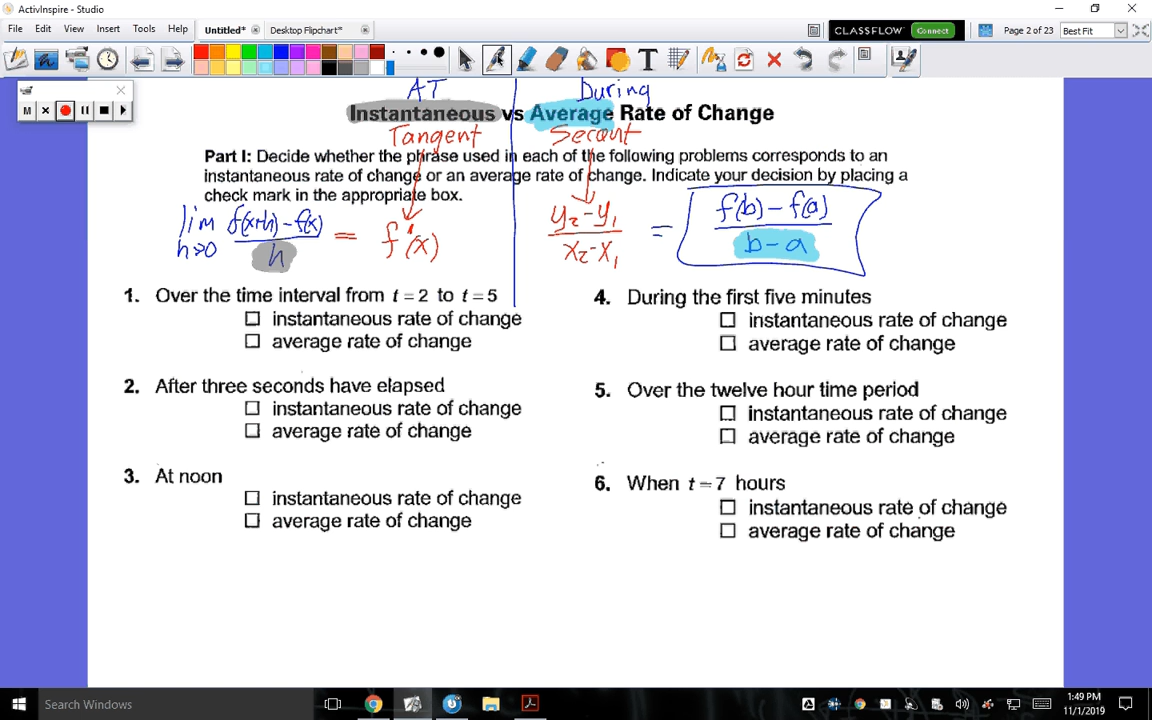 ActivInspire - Studio
File Edit View Insert Tools Help Untitled* Desktop Flipchart* CLASSFLOW Connect Page 2 of 23 Best Fit
M
AT During
Instantaneous vs Average Rate of Change
Tangent Secant
Part I: Decide whether the phrase used in each of the following problems corresponds to an
instantaneous rate of change or an average rate of change. Indicate your decision by placing a
check mark in the appropriate box.
lim h→0 f(x+h)-f(x) / h = f'(x) y₂-y₁ / x₂-x₁ = f(b)-f(a) / b-a
1. Over the time interval from t = 2 to t = 5
instantaneous rate of change
average rate of change
2. After three seconds have elapsed
instantaneous rate of change
average rate of change
3. At noon
instantaneous rate of change
average rate of change
4. During the first five minutes
instantaneous rate of change
average rate of change
5. Over the twelve hour time period
instantaneous rate of change
average rate of change
6. When t = 7 hours
instantaneous rate of change
average rate of change
Search Windows
1:49 PM
11/1/2019